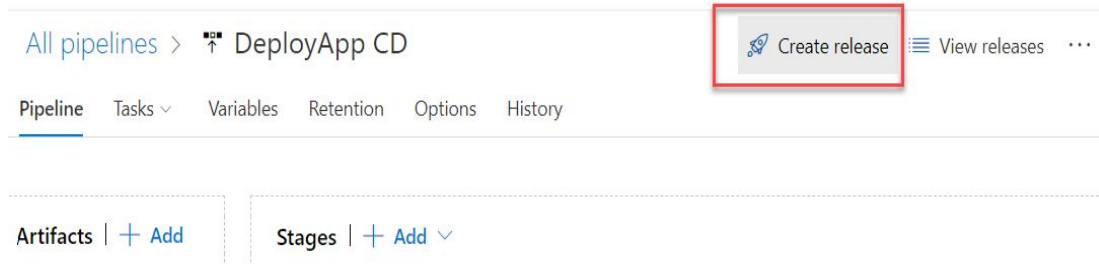 All pipelines > DeployApp CD
Create release View releases ...
Pipeline Tasks Variables Retention Options History
Artifacts | + Add Stages | + Add